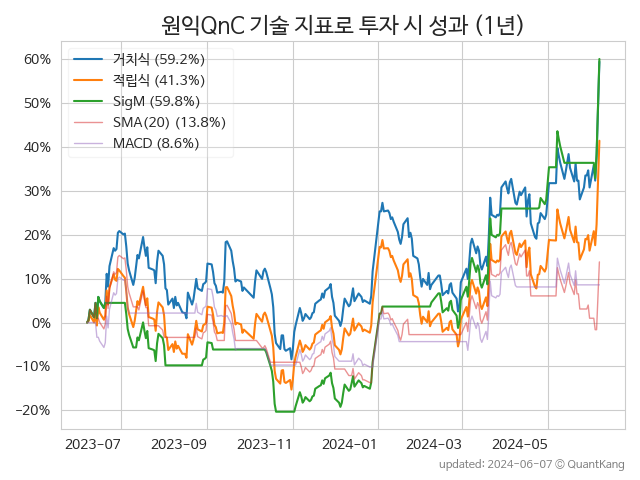 원익QnC 기술 지표로 투자 시 성과 (1년)
거치식 (59.2%)
적립식 (41.3%)
SigM (59.8%)
SMA(20) (13.8%)
MACD (8.6%)
60%
50%
40%
30%
20%
10%
0%
−10%
−20%
2023-07
2023-09
2023-11
2024-01
2024-03
2024-05
updated: 2024-06-07 © QuantKang